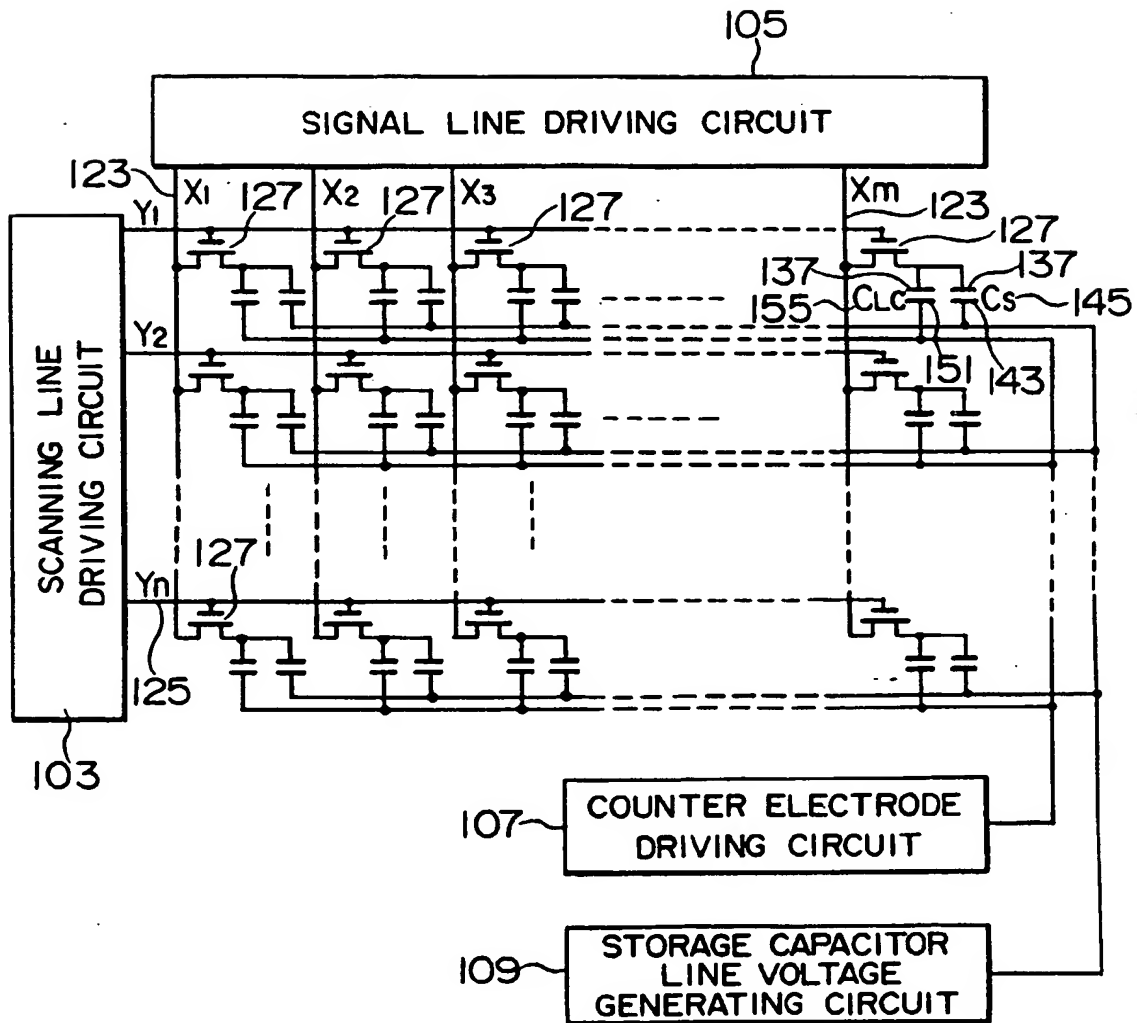 105
SIGNAL LINE DRIVING CIRCUIT
123 X1 127 X2 127 X3 127 Xm 123 127
Y1
137 137
155 CLC CS 145
151 143
Y2
SCANNING LINE
DRIVING CIRCUIT
127
Yn
125
103
107 COUNTER ELECTRODE
DRIVING CIRCUIT
109 STORAGE CAPACITOR
LINE VOLTAGE
GENERATING CIRCUIT